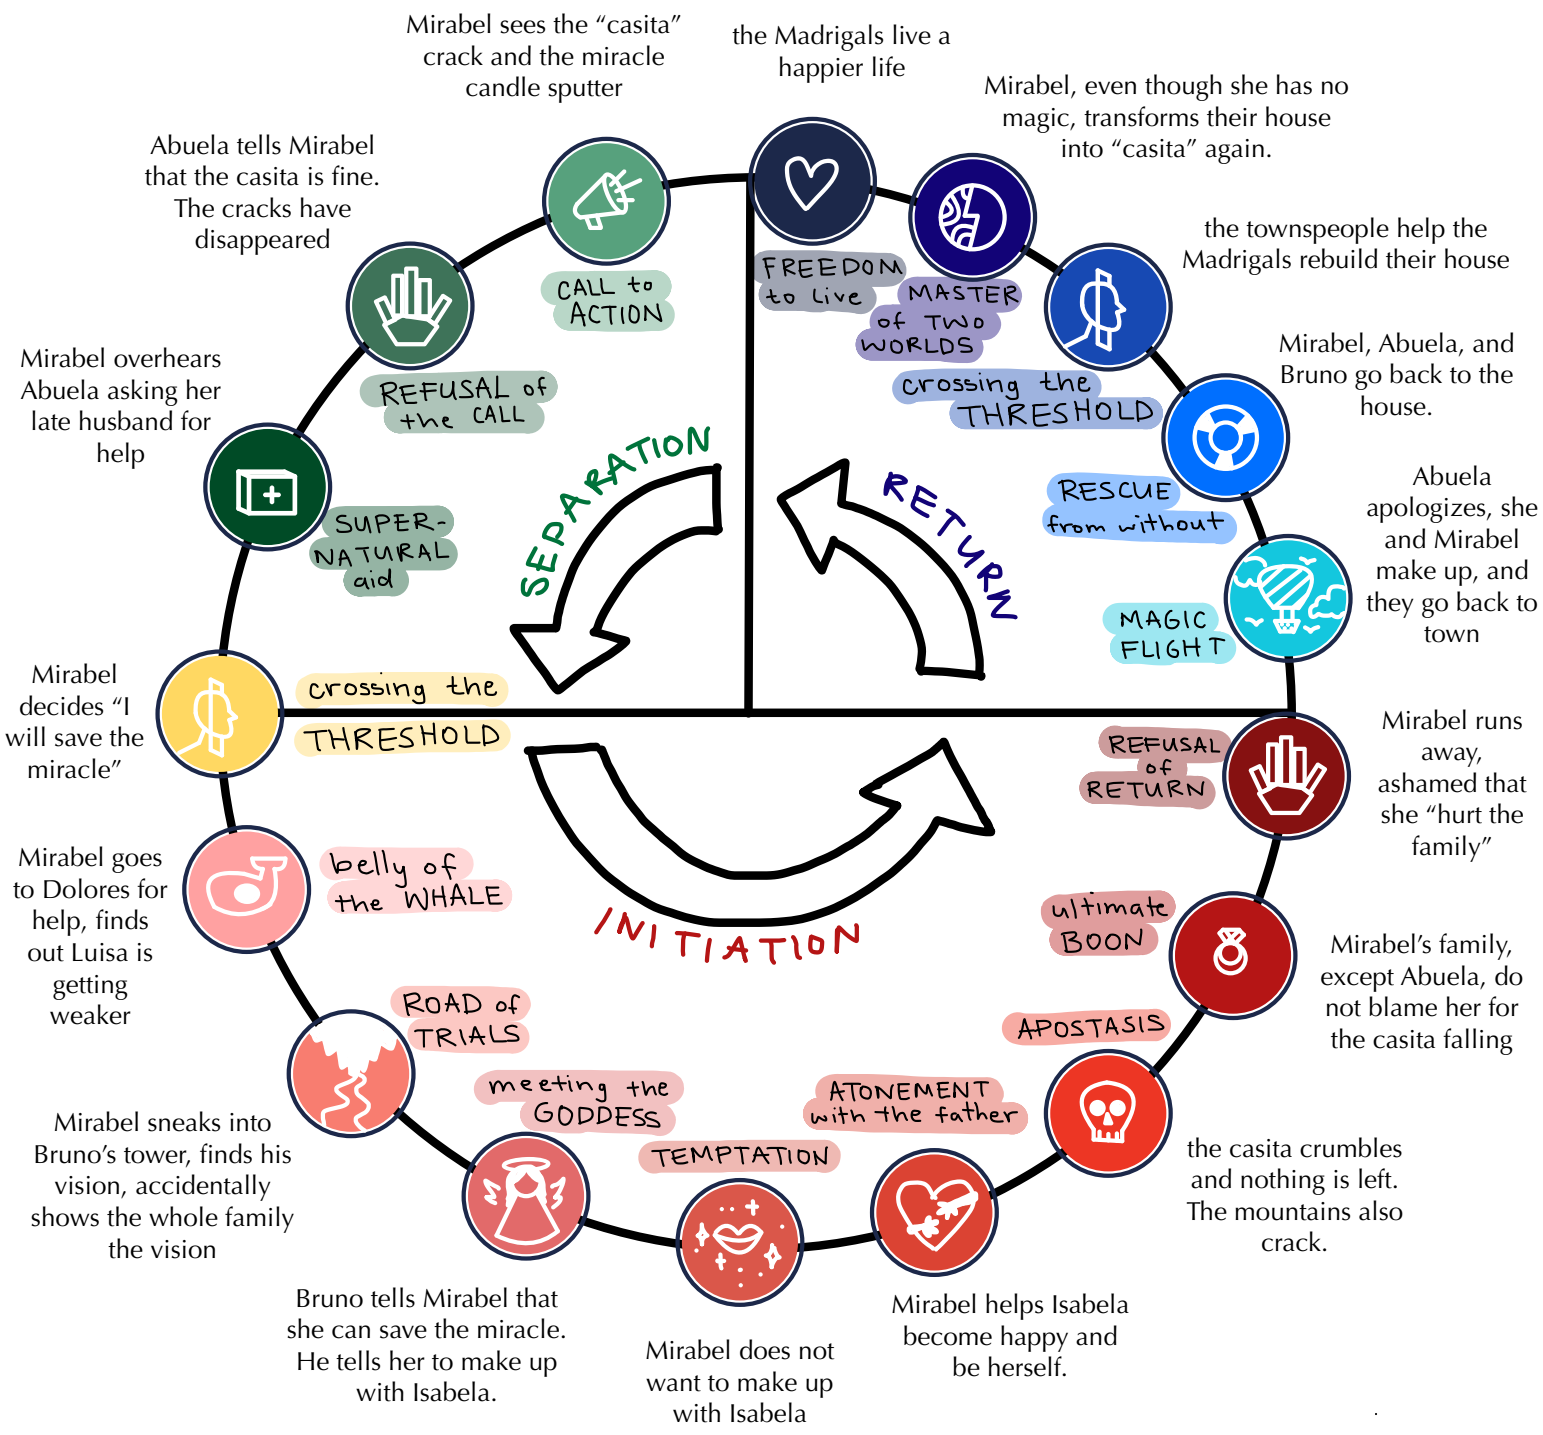 Mirabel sees the “casita”
crack and the miracle
candle sputter
CALL to
ACTION
Abuela tells Mirabel
that the casita is fine.
The cracks have
disappeared
REFUSAL of
the CALL
Mirabel overhears
Abuela asking her
late husband for
help
SUPER-
NATURAL
aid
SEPARATION
Mirabel
decides “I
will save the
miracle”
crossing the
THRESHOLD
Mirabel goes
to Dolores for
help, finds
out Luisa is
getting
weaker
belly of
the WHALE
Mirabel sneaks into
Bruno’s tower, finds his
vision, accidentally
shows the whole family
the vision
ROAD of
TRIALS
Bruno tells Mirabel that
she can save the miracle.
He tells her to make up
with Isabela.
meeting the
GODDESS
Mirabel does not
want to make up
with Isabela
TEMPTATION
Mirabel helps Isabela
become happy and
be herself.
ATONEMENT
with the father
INITIATION
the casita crumbles
and nothing is left.
The mountains also
crack.
APOSTASIS
Mirabel’s family,
except Abuela, do
not blame her for
the casita falling
ultimate
BOON
Mirabel runs
away,
ashamed that
she “hurt the
family”
REFUSAL
of
RETURN
Abuela
apologizes, she
and Mirabel
make up, and
they go back to
town
MAGIC
FLIGHT
Mirabel, Abuela, and
Bruno go back to the
house.
RESCUE
from without
RETURN
the townspeople help the
Madrigals rebuild their house
crossing the
THRESHOLD
Mirabel, even though she has no
magic, transforms their house
into “casita” again.
MASTER
of TWO
WORLDS
the Madrigals live a
happier life
FREEDOM
to live